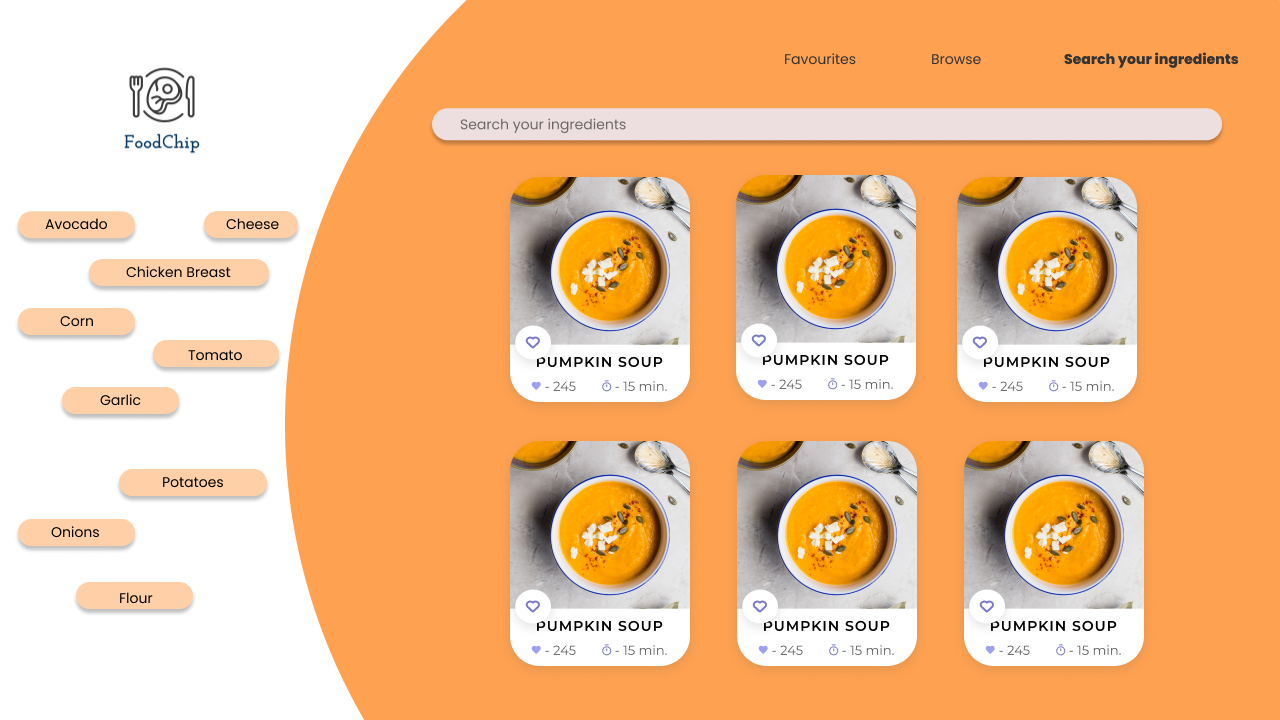 Favourites Browse Search your ingredients
Search your ingredients
FoodChip
Avocado Cheese
Chicken Breast
Corn
Tomato
Garlic
Potatoes
Onions
Flour
PUMPKIN SOUP
- 245 - 15 min.
PUMPKIN SOUP
- 245 - 15 min.
PUMPKIN SOUP
- 245 - 15 min.
PUMPKIN SOUP
- 245 - 15 min.
PUMPKIN SOUP
- 245 - 15 min.
PUMPKIN SOUP
- 245 - 15 min.